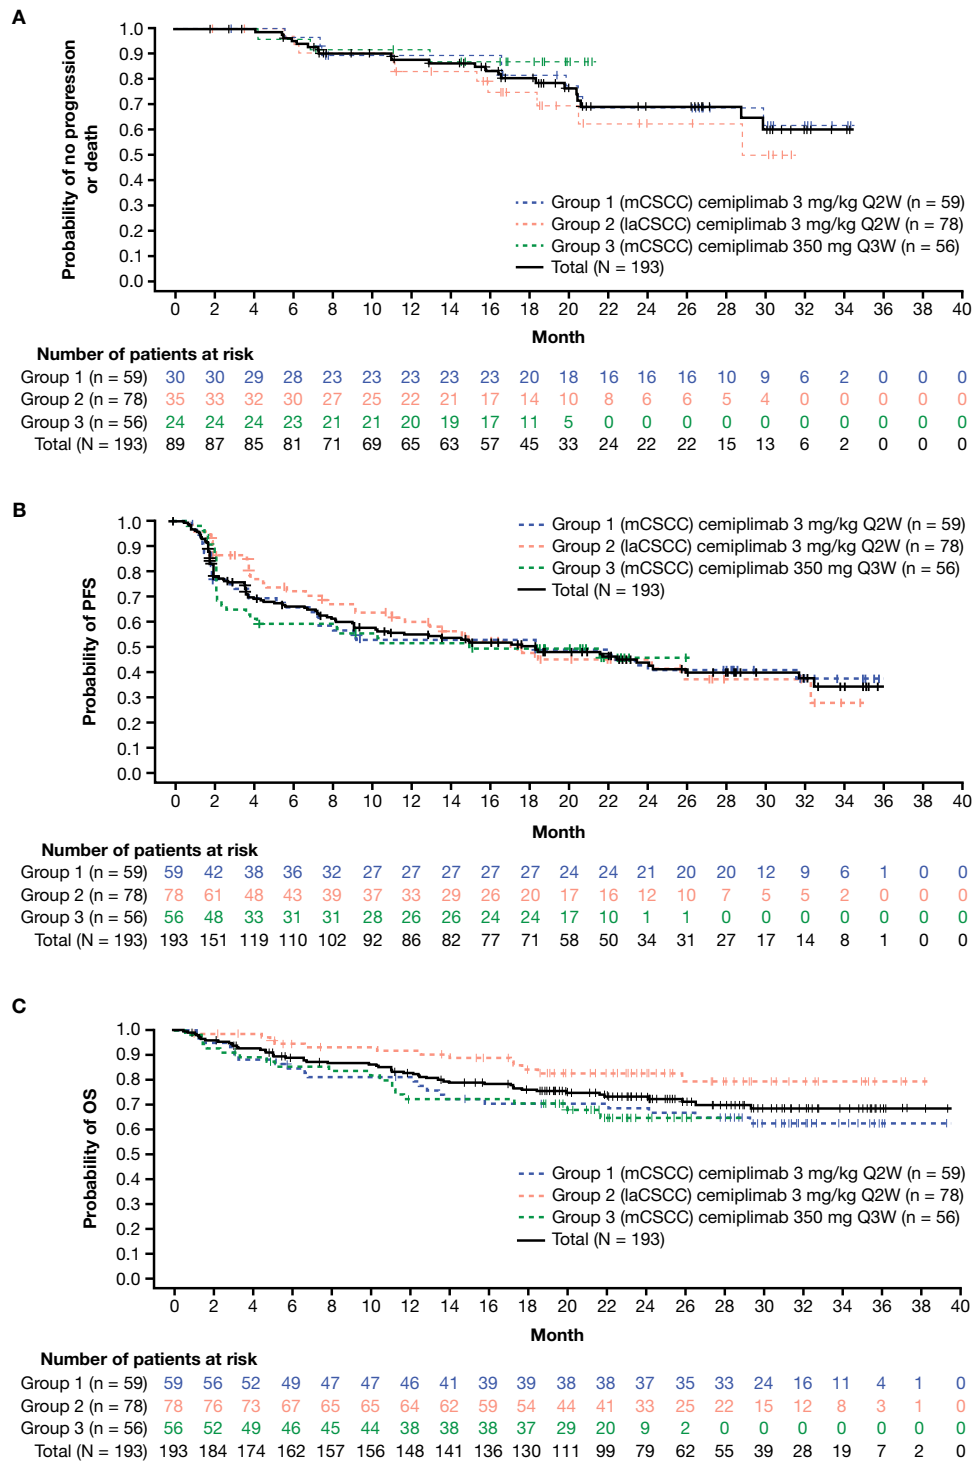 A
Probability of no progression
or death
1.0
0.9
0.8
0.7
0.6
0.5
0.4
0.3
0.2
0.1
0.0
Group 1 (mCSCC) cemiplimab 3 mg/kg Q2W (n = 59)
Group 2 (laCSCC) cemiplimab 3 mg/kg Q2W (n = 78)
Group 3 (mCSCC) cemiplimab 350 mg Q3W (n = 56)
Total (N = 193)
0 2 4 6 8 10 12 14 16 18 20 22 24 26 28 30 32 34 36 38 40
Month
Number of patients at risk
Group 1 (n = 59) 30 30 29 28 23 23 23 23 23 20 18 16 16 16 10 9 6 2 0 0 0
Group 2 (n = 78) 35 33 32 30 27 25 22 21 17 14 10 8 6 6 5 4 0 0 0 0 0
Group 3 (n = 56) 24 24 24 23 21 21 20 19 17 11 5 0 0 0 0 0 0 0 0 0 0
Total (N = 193) 89 87 85 81 71 69 65 63 57 45 33 24 22 22 15 13 6 2 0 0 0
B
Probability of PFS
1.0
0.9
0.8
0.7
0.6
0.5
0.4
0.3
0.2
0.1
0.0
Group 1 (mCSCC) cemiplimab 3 mg/kg Q2W (n = 59)
Group 2 (laCSCC) cemiplimab 3 mg/kg Q2W (n = 78)
Group 3 (mCSCC) cemiplimab 350 mg Q3W (n = 56)
Total (N = 193)
0 2 4 6 8 10 12 14 16 18 20 22 24 26 28 30 32 34 36 38 40
Month
Number of patients at risk
Group 1 (n = 59) 59 42 38 36 32 27 27 27 27 27 24 24 21 20 20 12 9 6 1 0 0
Group 2 (n = 78) 78 61 48 43 39 37 33 29 26 20 17 16 12 10 7 5 5 2 0 0 0
Group 3 (n = 56) 56 48 33 31 31 28 26 26 24 24 17 10 1 1 0 0 0 0 0 0 0
Total (N = 193) 193 151 119 110 102 92 86 82 77 71 58 50 34 31 27 17 14 8 1 0 0
C
Probability of OS
1.0
0.9
0.8
0.7
0.6
0.5
0.4
0.3
0.2
0.1
0.0
Group 1 (mCSCC) cemiplimab 3 mg/kg Q2W (n = 59)
Group 2 (laCSCC) cemiplimab 3 mg/kg Q2W (n = 78)
Group 3 (mCSCC) cemiplimab 350 mg Q3W (n = 56)
Total (N = 193)
0 2 4 6 8 10 12 14 16 18 20 22 24 26 28 30 32 34 36 38 40
Month
Number of patients at risk
Group 1 (n = 59) 59 56 52 49 47 47 46 41 39 39 38 38 37 35 33 24 16 11 4 1 0
Group 2 (n = 78) 78 76 73 67 65 65 64 62 59 54 44 41 33 25 22 15 12 8 3 1 0
Group 3 (n = 56) 56 52 49 46 45 44 38 38 38 37 29 20 9 2 0 0 0 0 0 0 0
Total (N = 193) 193 184 174 162 157 156 148 141 136 130 111 99 79 62 55 39 28 19 7 2 0